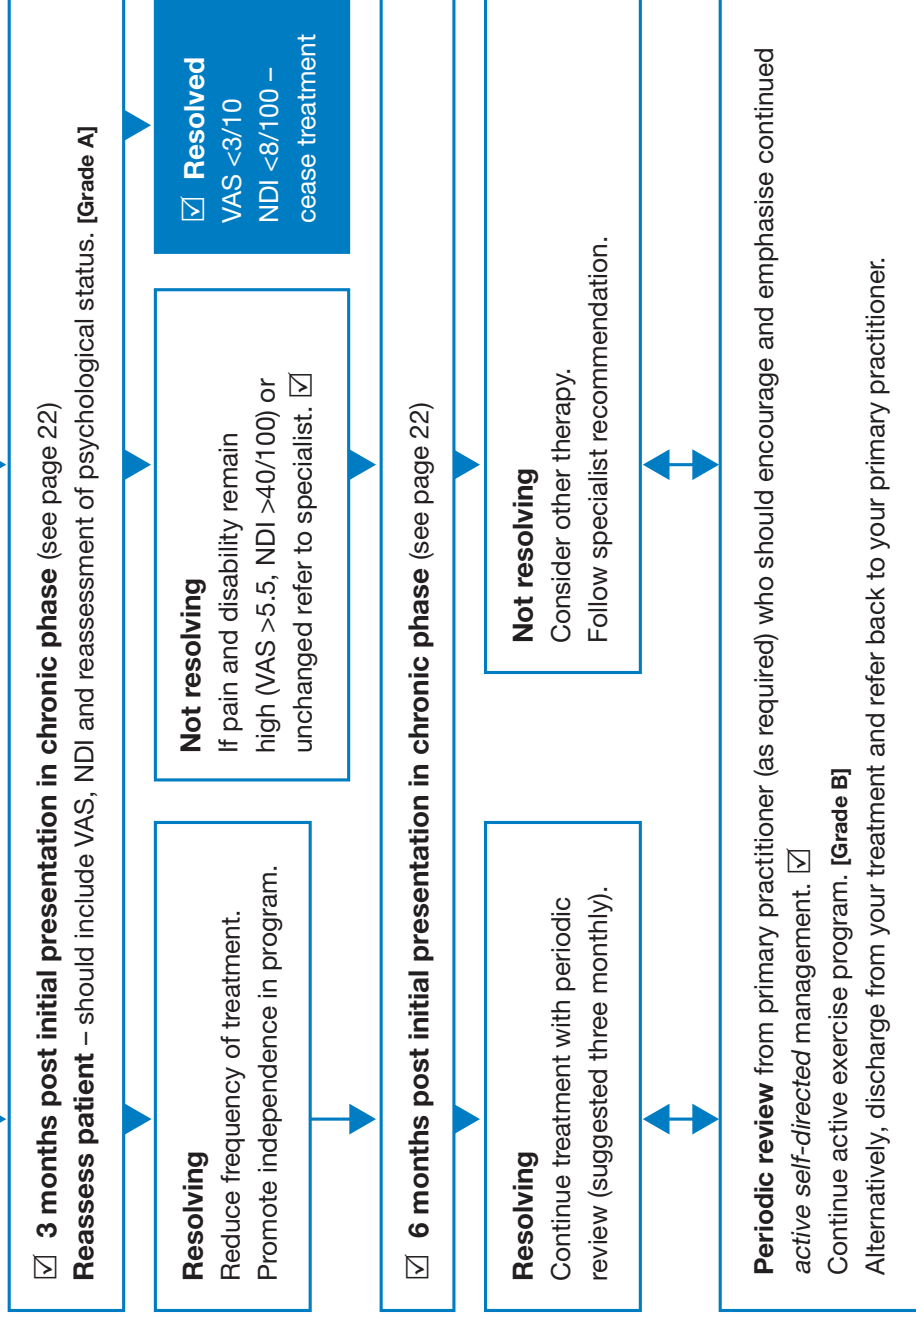 ☑ 3 months post initial presentation in chronic phase (see page 22)
Reassess patient – should include VAS, NDI and reassessment of psychological status. [Grade A]
Resolving
Reduce frequency of treatment.
Promote independence in program.
Not resolving
If pain and disability remain
high (VAS >5.5, NDI >40/100) or
unchanged refer to specialist. ☑
☑ Resolved
VAS <3/10
NDI <8/100 –
cease treatment
☑ 6 months post initial presentation in chronic phase (see page 22)
Resolving
Continue treatment with periodic
review (suggested three monthly).
Not resolving
Consider other therapy.
Follow specialist recommendation.
Periodic review from primary practitioner (as required) who should encourage and emphasise continued
active self-directed management. ☑
Continue active exercise program. [Grade B]
Alternatively, discharge from your treatment and refer back to your primary practitioner.